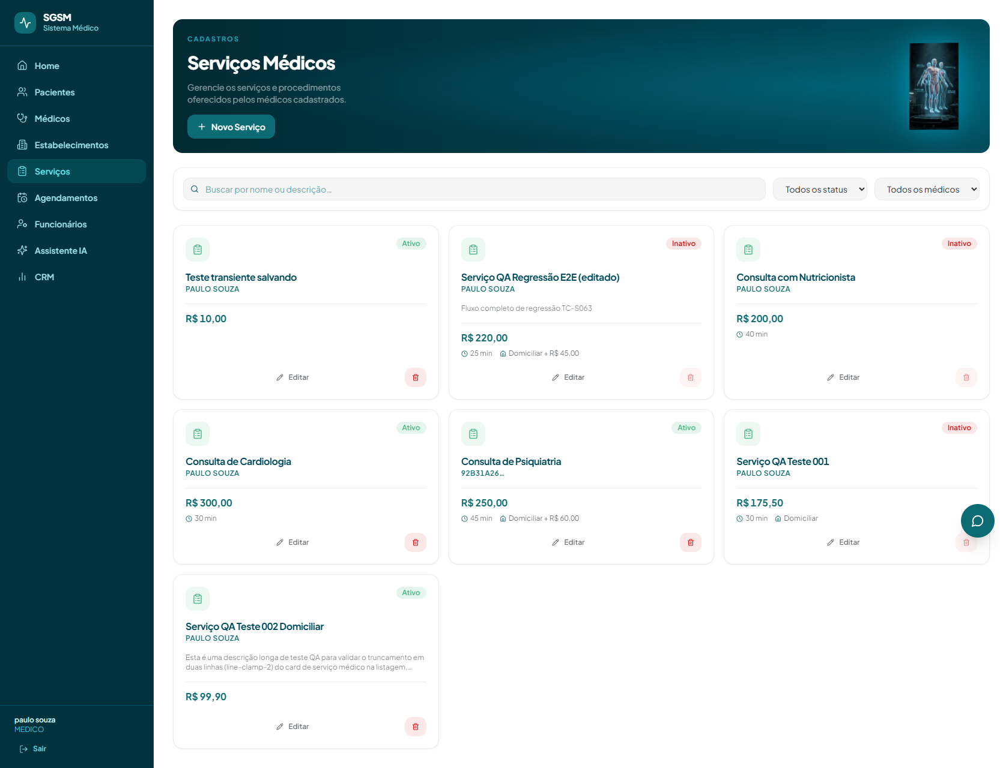 SGSM
Sistema Médico
Home
Pacientes
Médicos
Estabelecimentos
Serviços
Agendamentos
Funcionários
Assistente IA
CRM
paulo souza
MEDICO
Sair
CADASTROS
Serviços Médicos
Gerencie os serviços e procedimentos
oferecidos pelos médicos cadastrados.
+ Novo Serviço
Buscar por nome ou descrição...
Todos os status
Todos os médicos
Ativo
Teste transiente salvando
PAULO SOUZA
R$ 10,00
Editar
Inativo
Serviço QA Regressão E2E (editado)
PAULO SOUZA
Fluxo completo de regressão TC-S063
R$ 220,00
25 min Domiciliar + R$ 45,00
Editar
Inativo
Consulta com Nutricionista
PAULO SOUZA
R$ 200,00
40 min
Editar
Ativo
Consulta de Cardiologia
PAULO SOUZA
R$ 300,00
30 min
Editar
Ativo
Consulta de Psiquiatria
92B31A26...
R$ 250,00
45 min Domiciliar + R$ 60,00
Editar
Inativo
Serviço QA Teste 001
PAULO SOUZA
R$ 175,50
30 min Domiciliar
Editar
Ativo
Serviço QA Teste 002 Domiciliar
PAULO SOUZA
Esta é uma descrição longa de teste QA para validar o truncamento em
duas linhas (line-clamp-2) do card de serviço médico na listagem,...
R$ 99,90
Editar